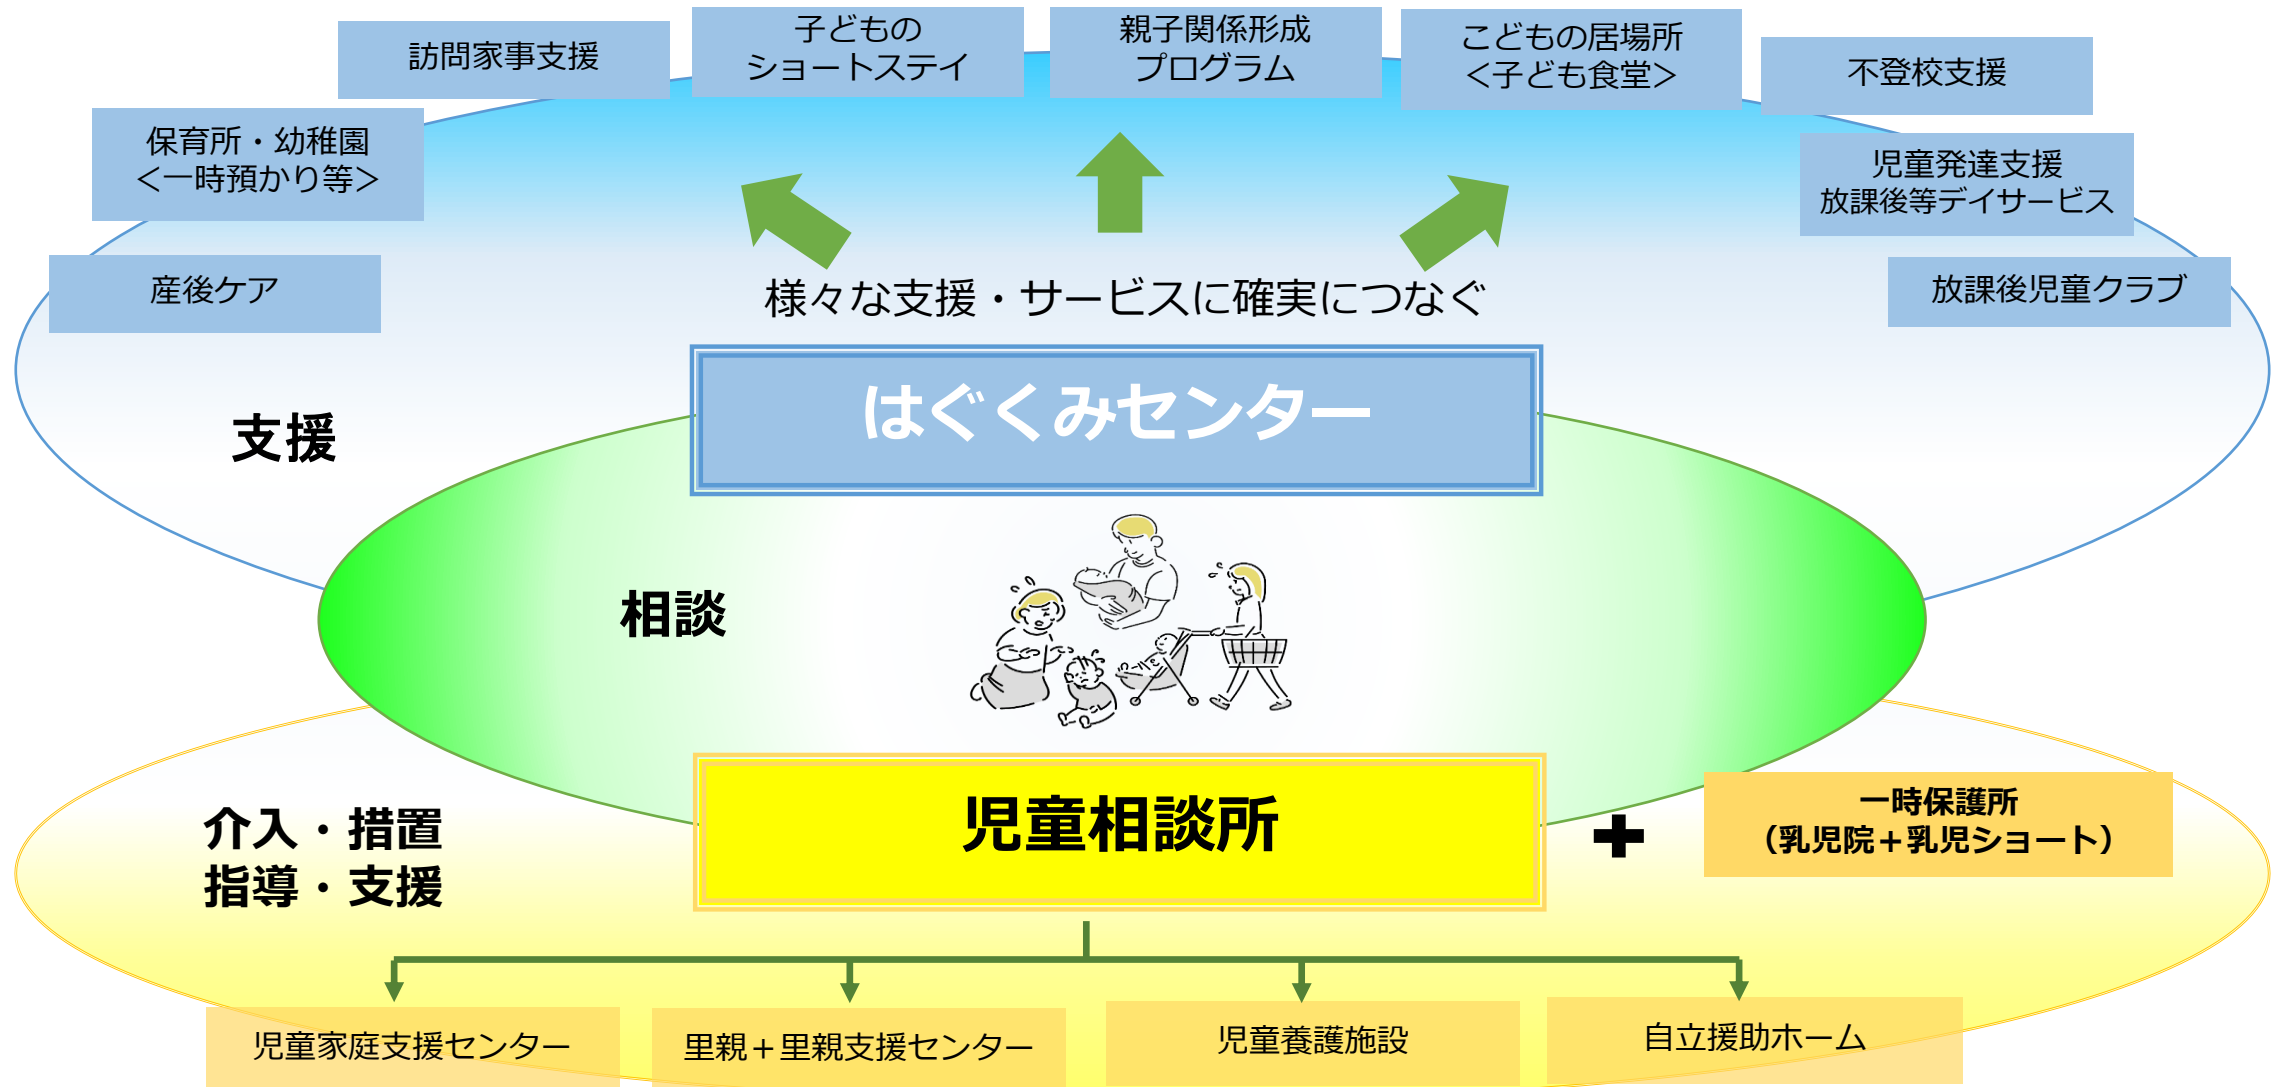 訪問家事支援
子どもの
ショートステイ
親子関係形成
プログラム
こどもの居場所
<子ども食堂>
不登校支援
保育所・幼稚園
<一時預かり等>
児童発達支援
放課後等デイサービス
産後ケア
放課後児童クラブ
様々な支援・サービスに確実につなぐ
はぐくみセンター
支援
相談
児童相談所
一時保護所
(乳児院+乳児ショート)
介入・措置
指導・支援
児童家庭支援センター
里親+里親支援センター
児童養護施設
自立援助ホーム